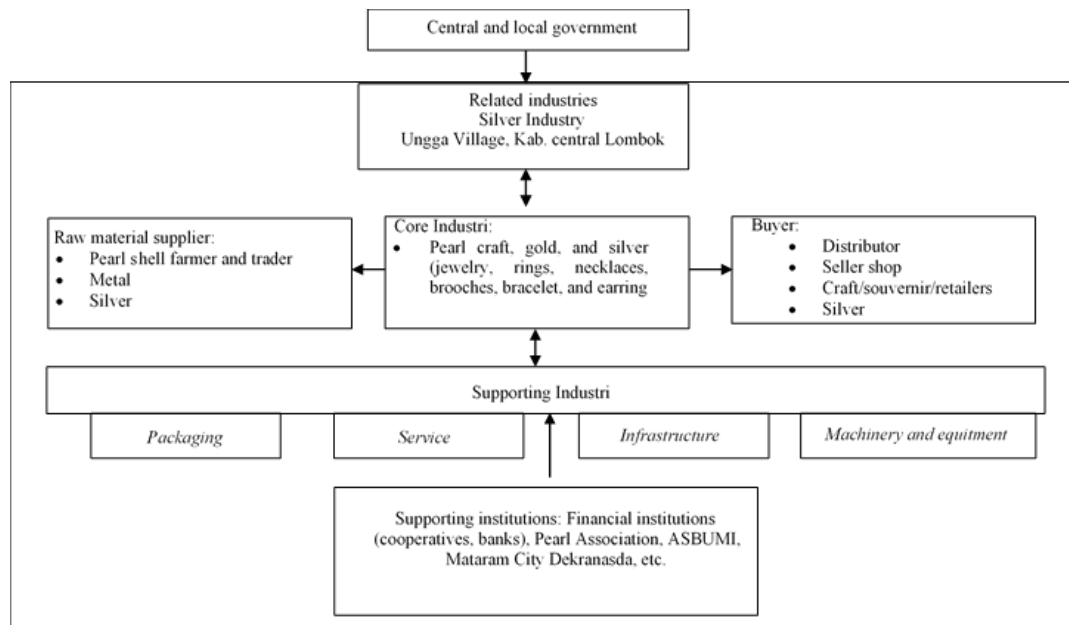 Central and local government
Related industries
Silver Industry
Ungga Village, Kab. central Lombok
Raw material supplier:
• Pearl shell farmer and trader
• Metal
• Silver
Core Industri:
• Pearl craft, gold, and silver
(jewelry, rings, necklaces,
brooches, bracelet, and earring
Buyer:
• Distributor
• Seller shop
• Craft/souvernir/retailers
• Silver
Supporting Industri
Packaging
Service
Infrastructure
Machinery and equitment
Supporting institutions: Financial institutions
(cooperatives, banks), Pearl Association, ASBUMI,
Mataram City Dekranasda, etc.